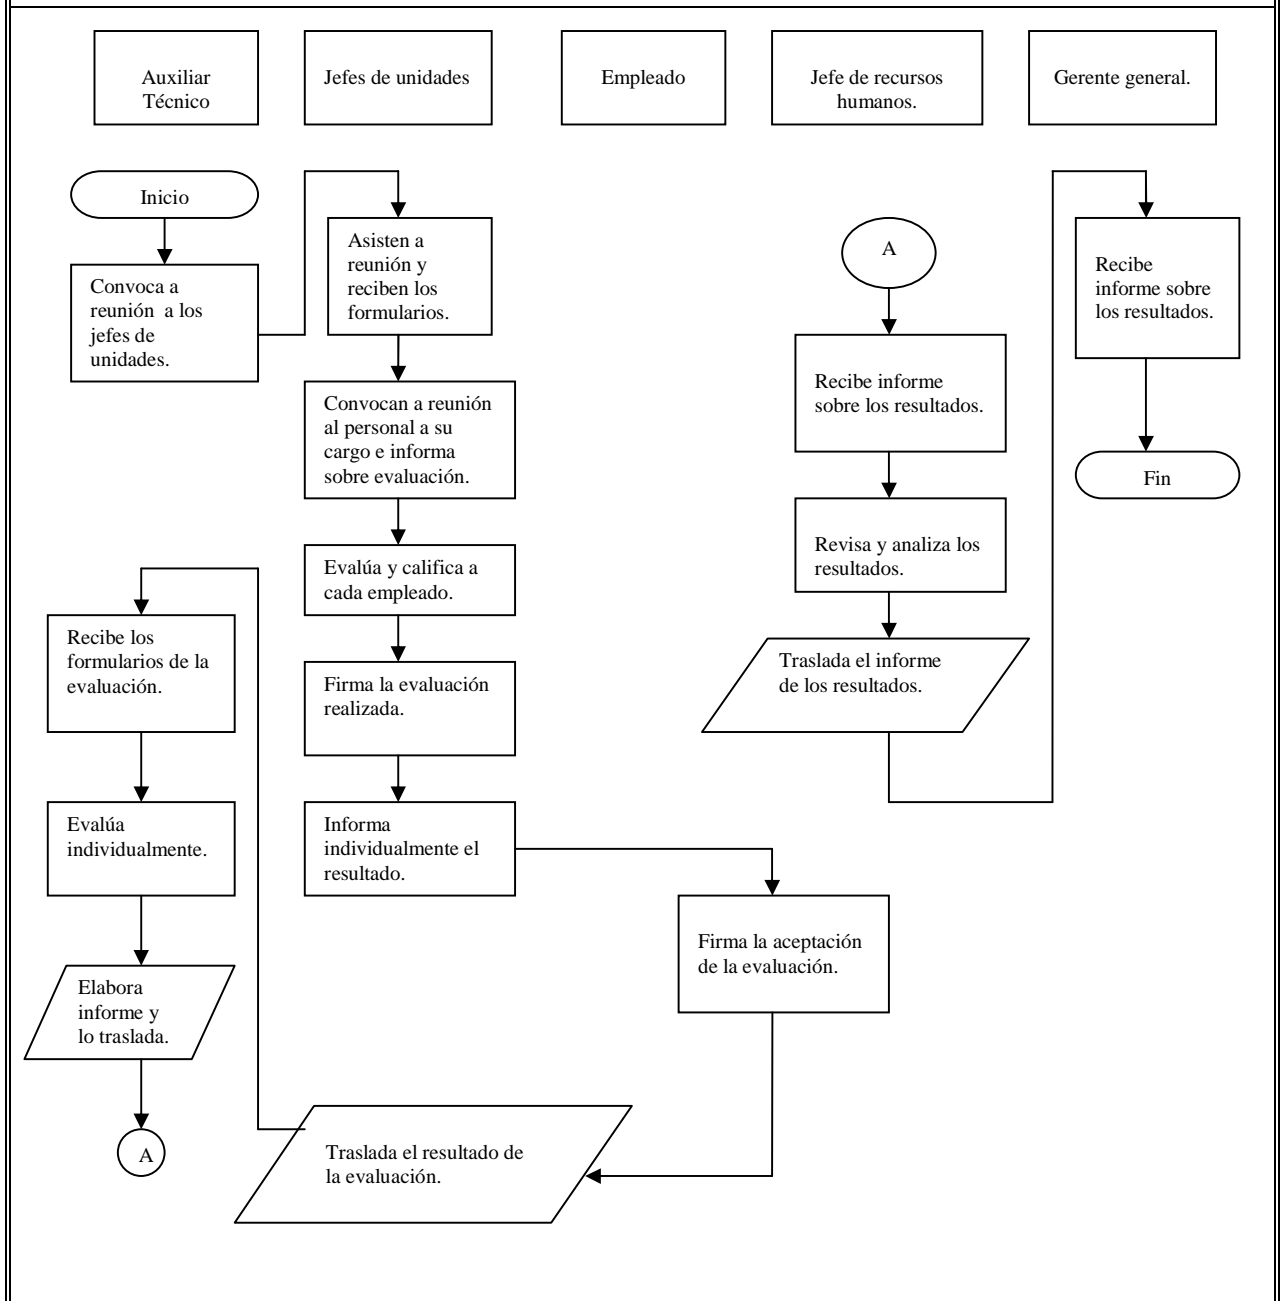 Auxiliar
Técnico
Jefes de unidades
Empleado
Jefe de recursos
humanos.
Gerente general.
Inicio
Convoca a
reunión a los
jefes de
unidades.
Asisten a
reunión y
reciben los
formularios.
Convocan a reunión
al personal a su
cargo e informa
sobre evaluación.
Evalúa y califica a
cada empleado.
Firma la evaluación
realizada.
Informa
individualmente el
resultado.
Firma la aceptación
de la evaluación.
Traslada el resultado de
la evaluación.
Recibe los
formularios de la
evaluación.
Evalúa
individualmente.
Elabora
informe y
lo traslada.
A
A
Recibe informe
sobre los resultados.
Revisa y analiza los
resultados.
Traslada el informe
de los resultados.
Recibe
informe sobre
los resultados.
Fin